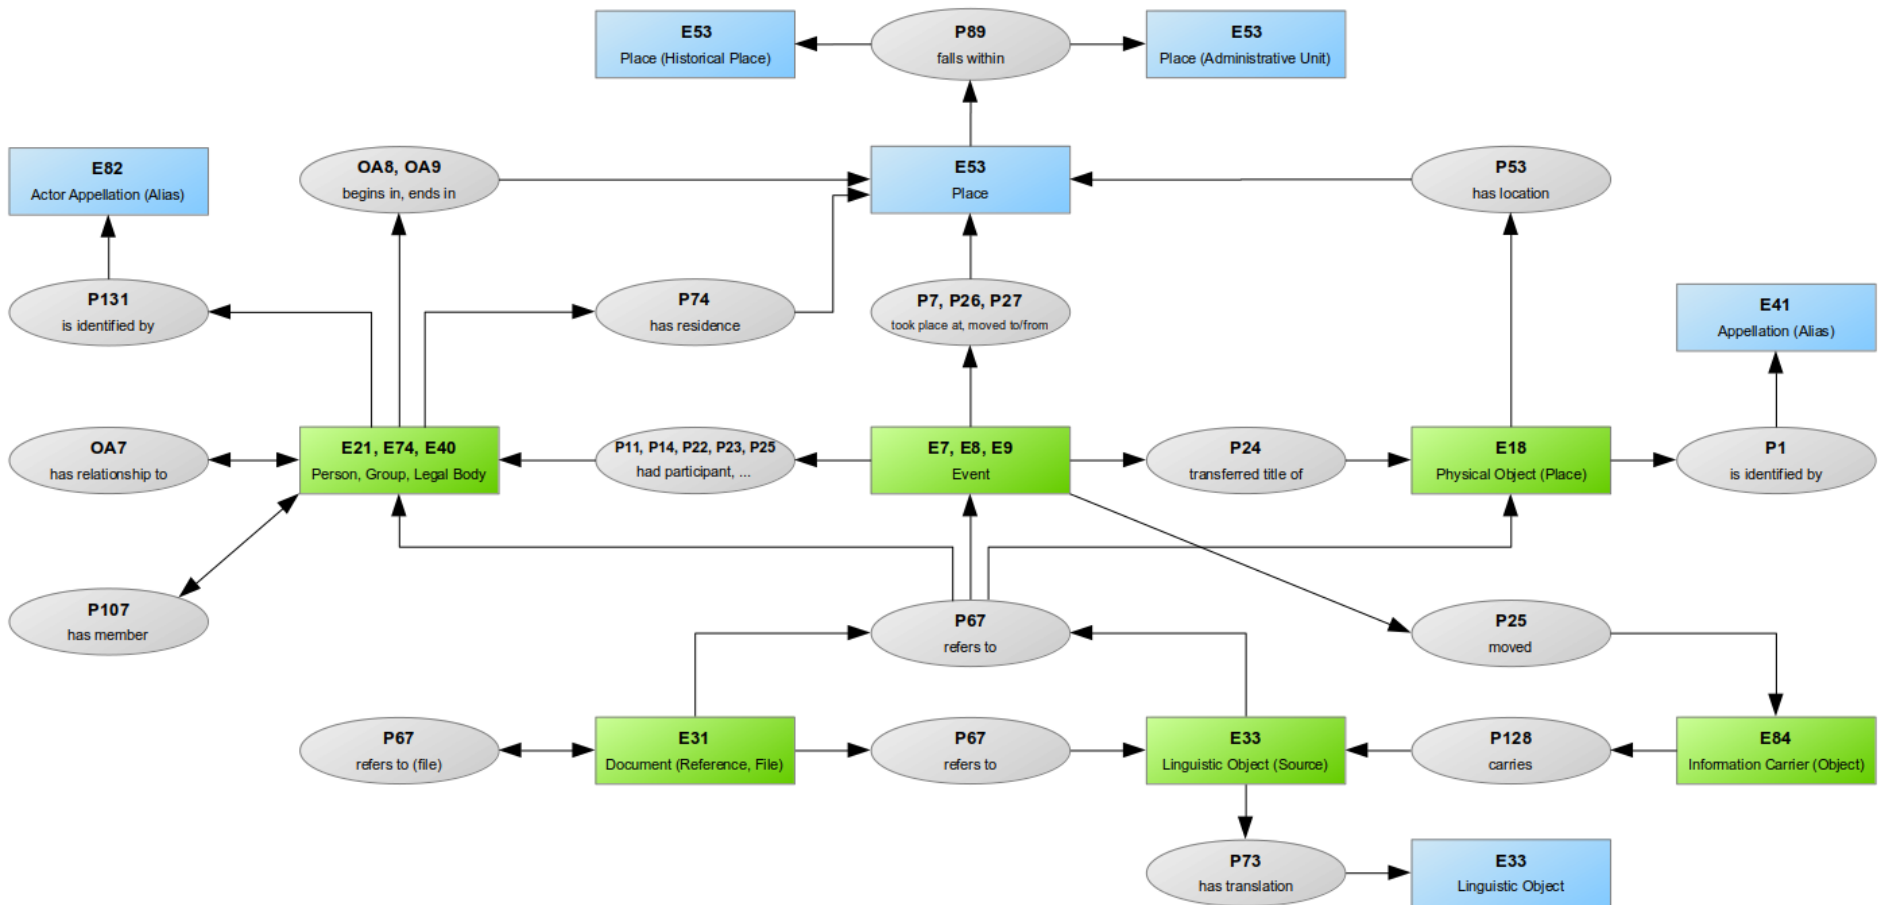 E53
Place (Historical Place)
P89
falls within
E53
Place (Administrative Unit)
E82
Actor Appellation (Alias)
OA8, OA9
begins in, ends in
E53
Place
P53
has location
P131
is identified by
P74
has residence
P7, P26, P27
took place at, moved to/from
E41
Appellation (Alias)
OA7
has relationship to
E21, E74, E40
Person, Group, Legal Body
P11, P14, P22, P23, P25
had participant, ...
E7, E8, E9
Event
P24
transferred title of
E18
Physical Object (Place)
P1
is identified by
P107
has member
P67
refers to
P25
moved
P67
refers to (file)
E31
Document (Reference, File)
P67
refers to
E33
Linguistic Object (Source)
P128
carries
E84
Information Carrier (Object)
P73
has translation
E33
Linguistic Object